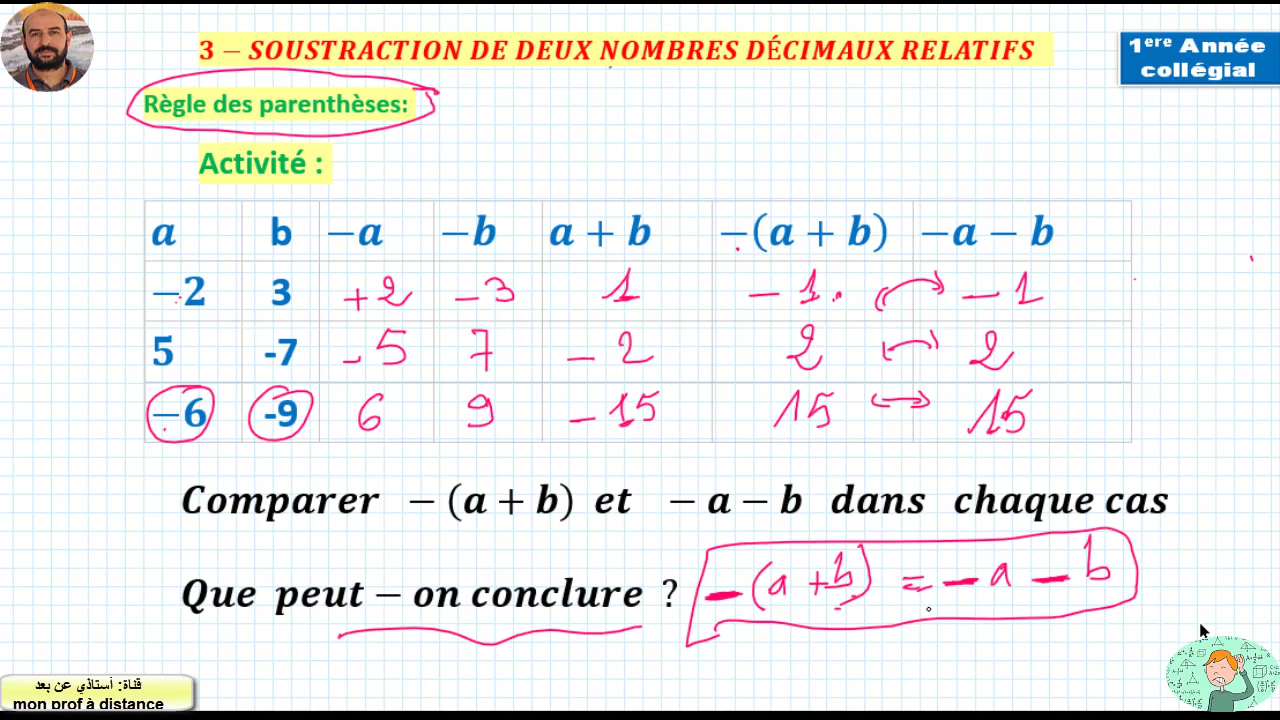 3 – SOUSTRACTION DE DEUX NOMBRES DÉCIMAUX RELATIFS
1ere Année
collégial
Règle des parenthèses:
Activité :
a b −a −b a + b −(a + b) −a − b
−2 3 +2 −3 1 −1 −1
5 -7 −5 7 −2 2 2
−6 -9 6 9 −15 15 15
Comparer − (a + b) et − a − b dans chaque cas
Que peut − on conclure ? −(a + b) = − a − b
قناة: أستاذي عن بعد
mon prof à distance